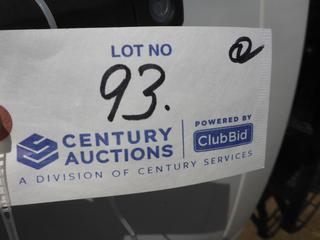 LOT NO
93.
CENTURY
AUCTIONS
POWERED BY
ClubBid
A DIVISION OF CENTURY SERVICES